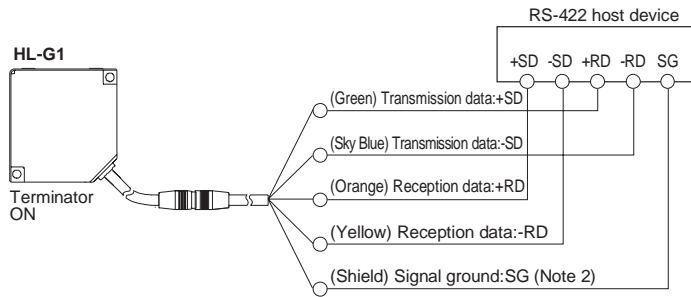 RS-422 host device
HL-G1
+SD -SD +RD -RD SG
(Green) Transmission data:+SD
(Sky Blue) Transmission data:-SD
(Orange) Reception data:+RD
Terminator
ON
(Yellow) Reception data:-RD
(Shield) Signal ground:SG (Note 2)